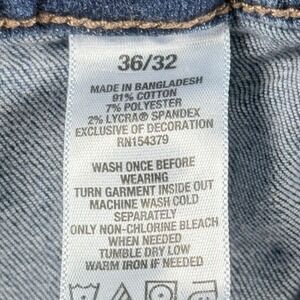 36/32
MADE IN BANGLADESH
91% COTTON
7% POLYESTER
2% LYCRA® SPANDEX
EXCLUSIVE OF DECORATION
RN154379
WASH ONCE BEFORE
WEARING
TURN GARMENT INSIDE OUT
MACHINE WASH COLD
SEPARATELY
ONLY NON-CHLORINE BLEACH
WHEN NEEDED
TUMBLE DRY LOW
WARM IRON IF NEEDED